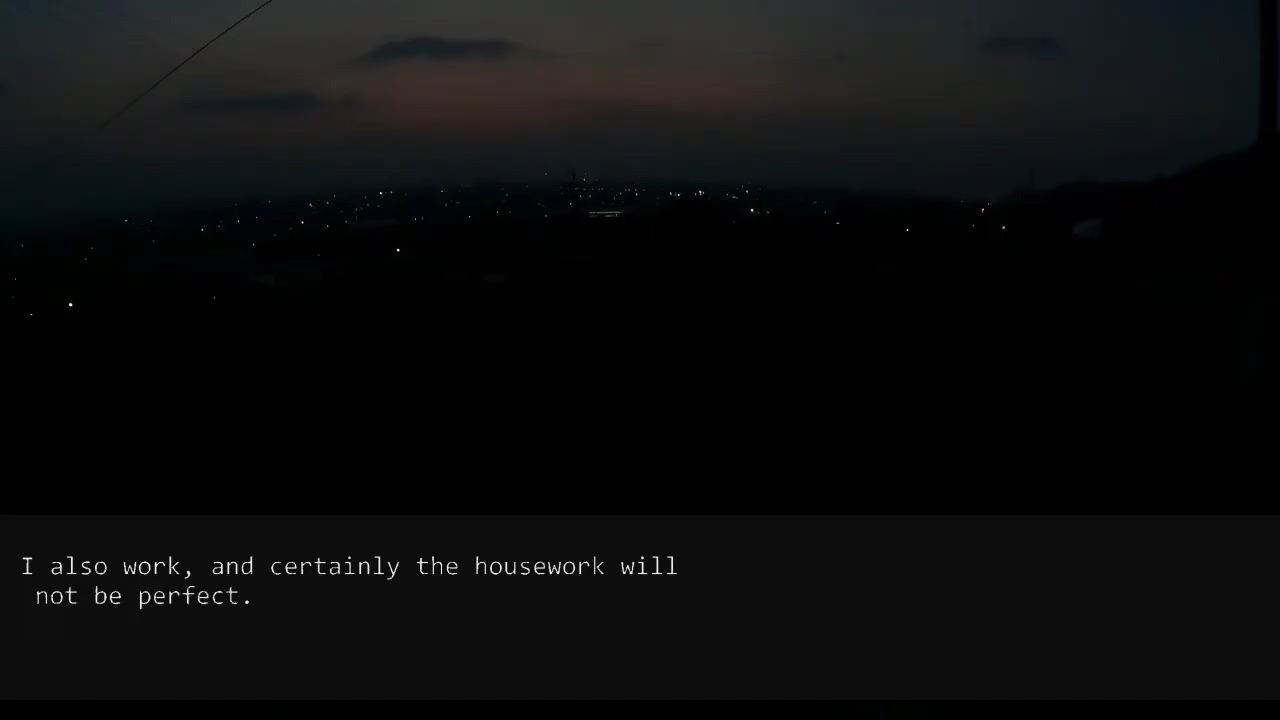 I also work, and certainly the housework will
not be perfect.